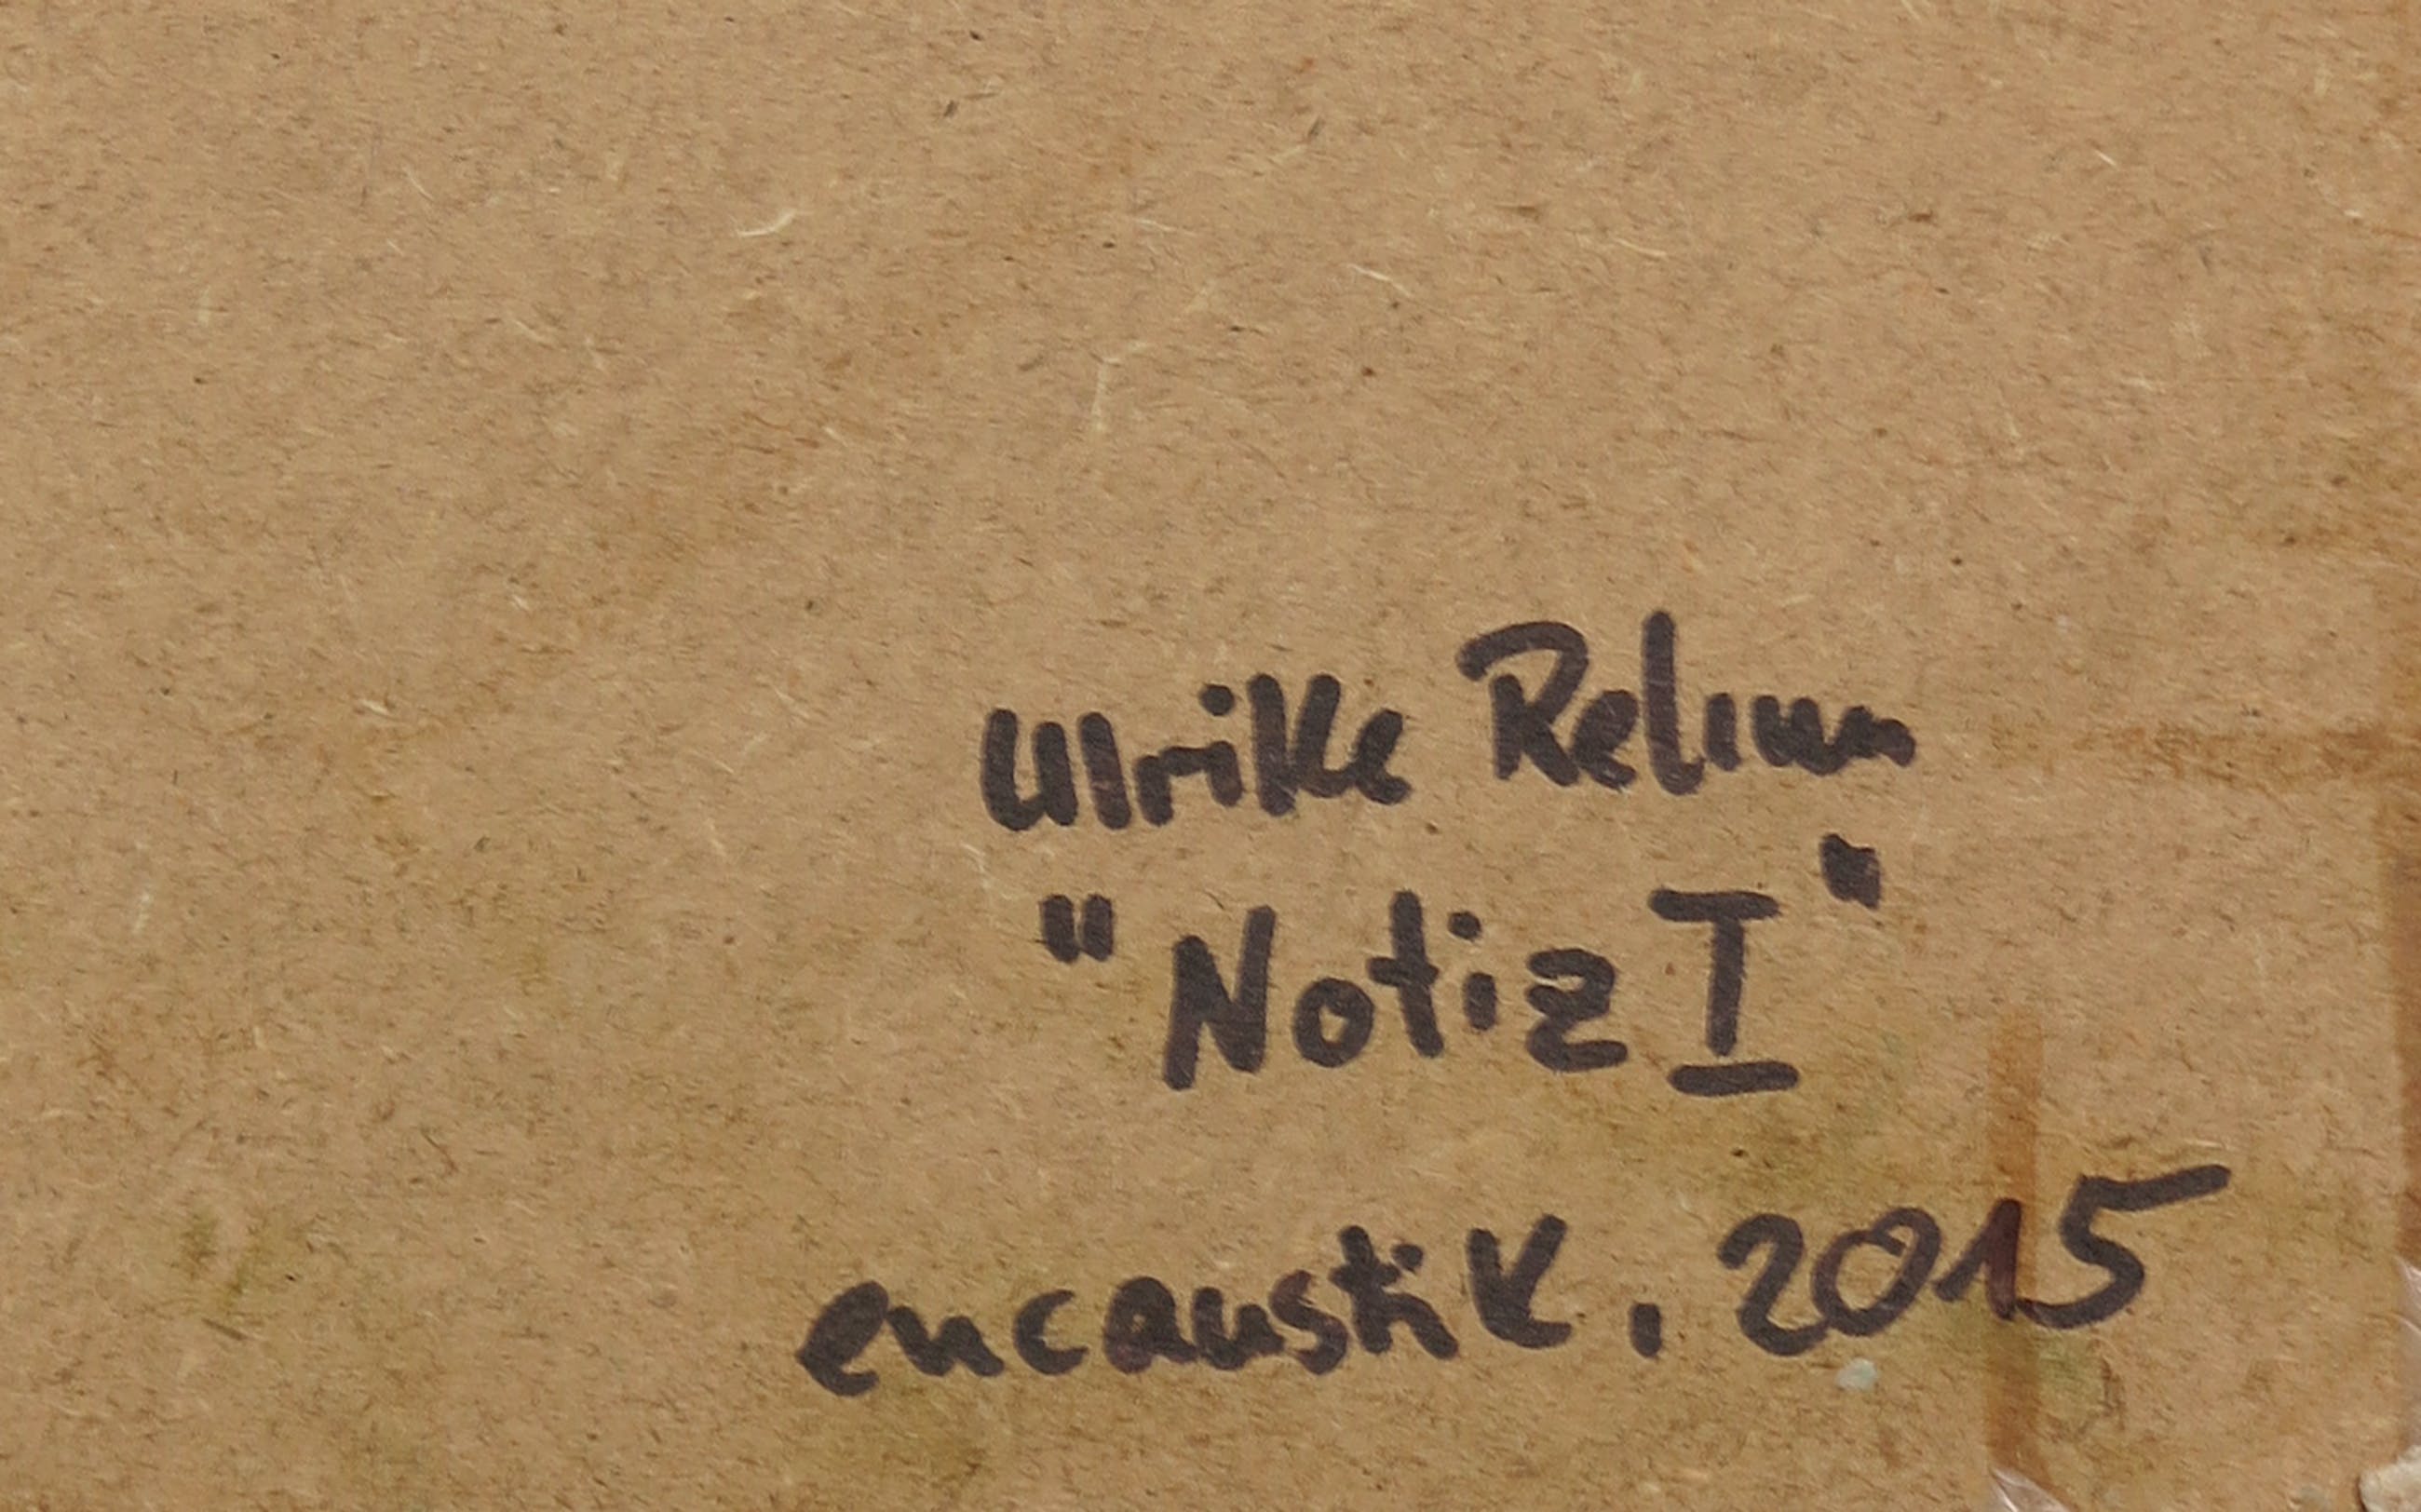 Ulrike Rehm
"Notiz I"
encaustik, 2015